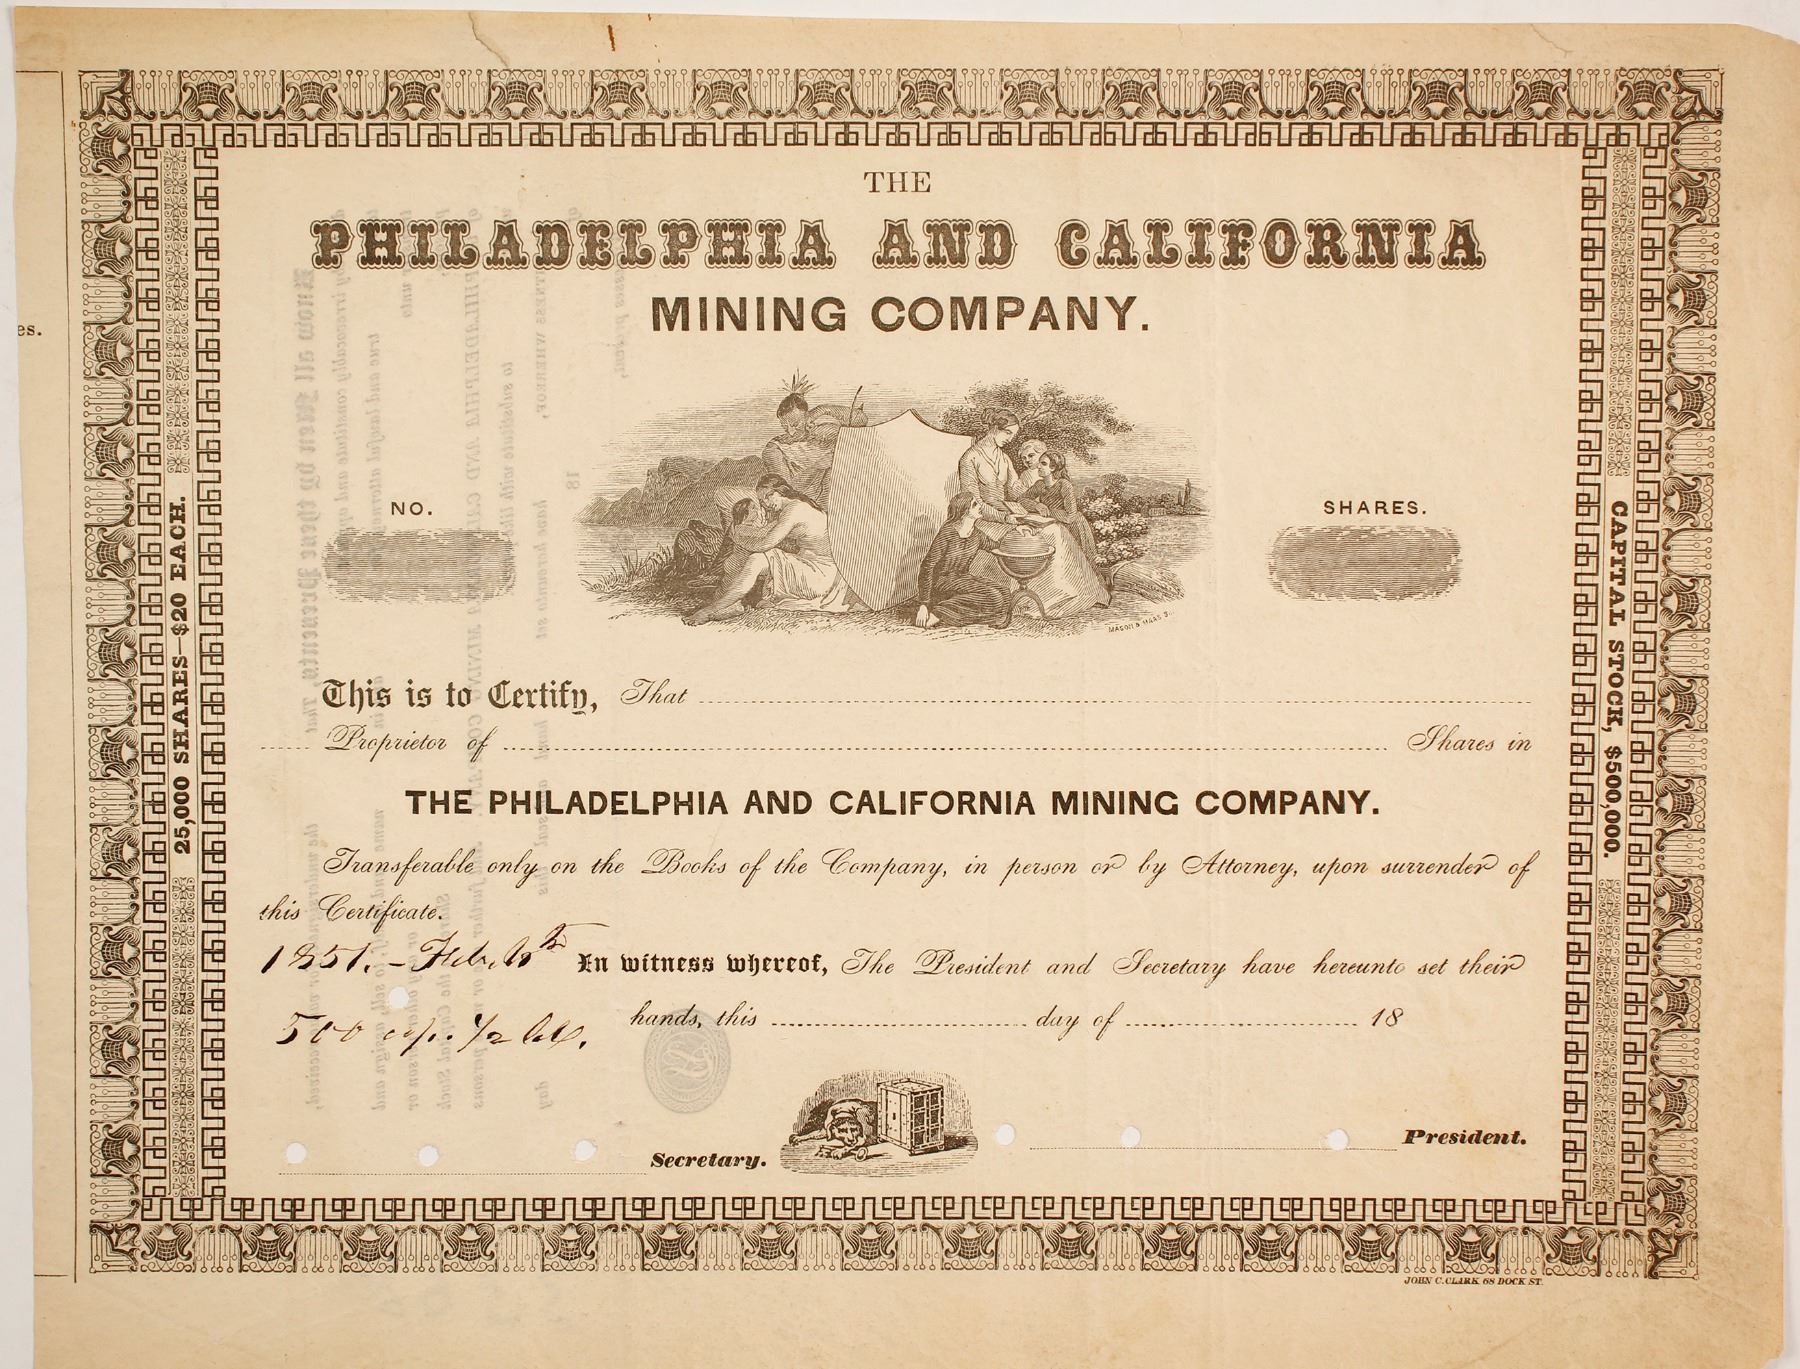 THE
PHILADELPHIA AND CALIFORNIA
MINING COMPANY.
es.
NO.
SHARES.
MASON & MAAS S.
25,000 SHARES—$20 EACH.
CAPITAL STOCK, $500,000.
This is to Certify, That
Proprietor of Shares in
THE PHILADELPHIA AND CALIFORNIA MINING COMPANY.
Transferable only on the Books of the Company, in person or by Attorney, upon surrender of
this Certificate.
1851. - Feb.
In witness whereof, The President and Secretary have hereunto set their
500
hands, this day of 18
Secretary.
President.
JOHN C. CLARK 68 DOCK ST.